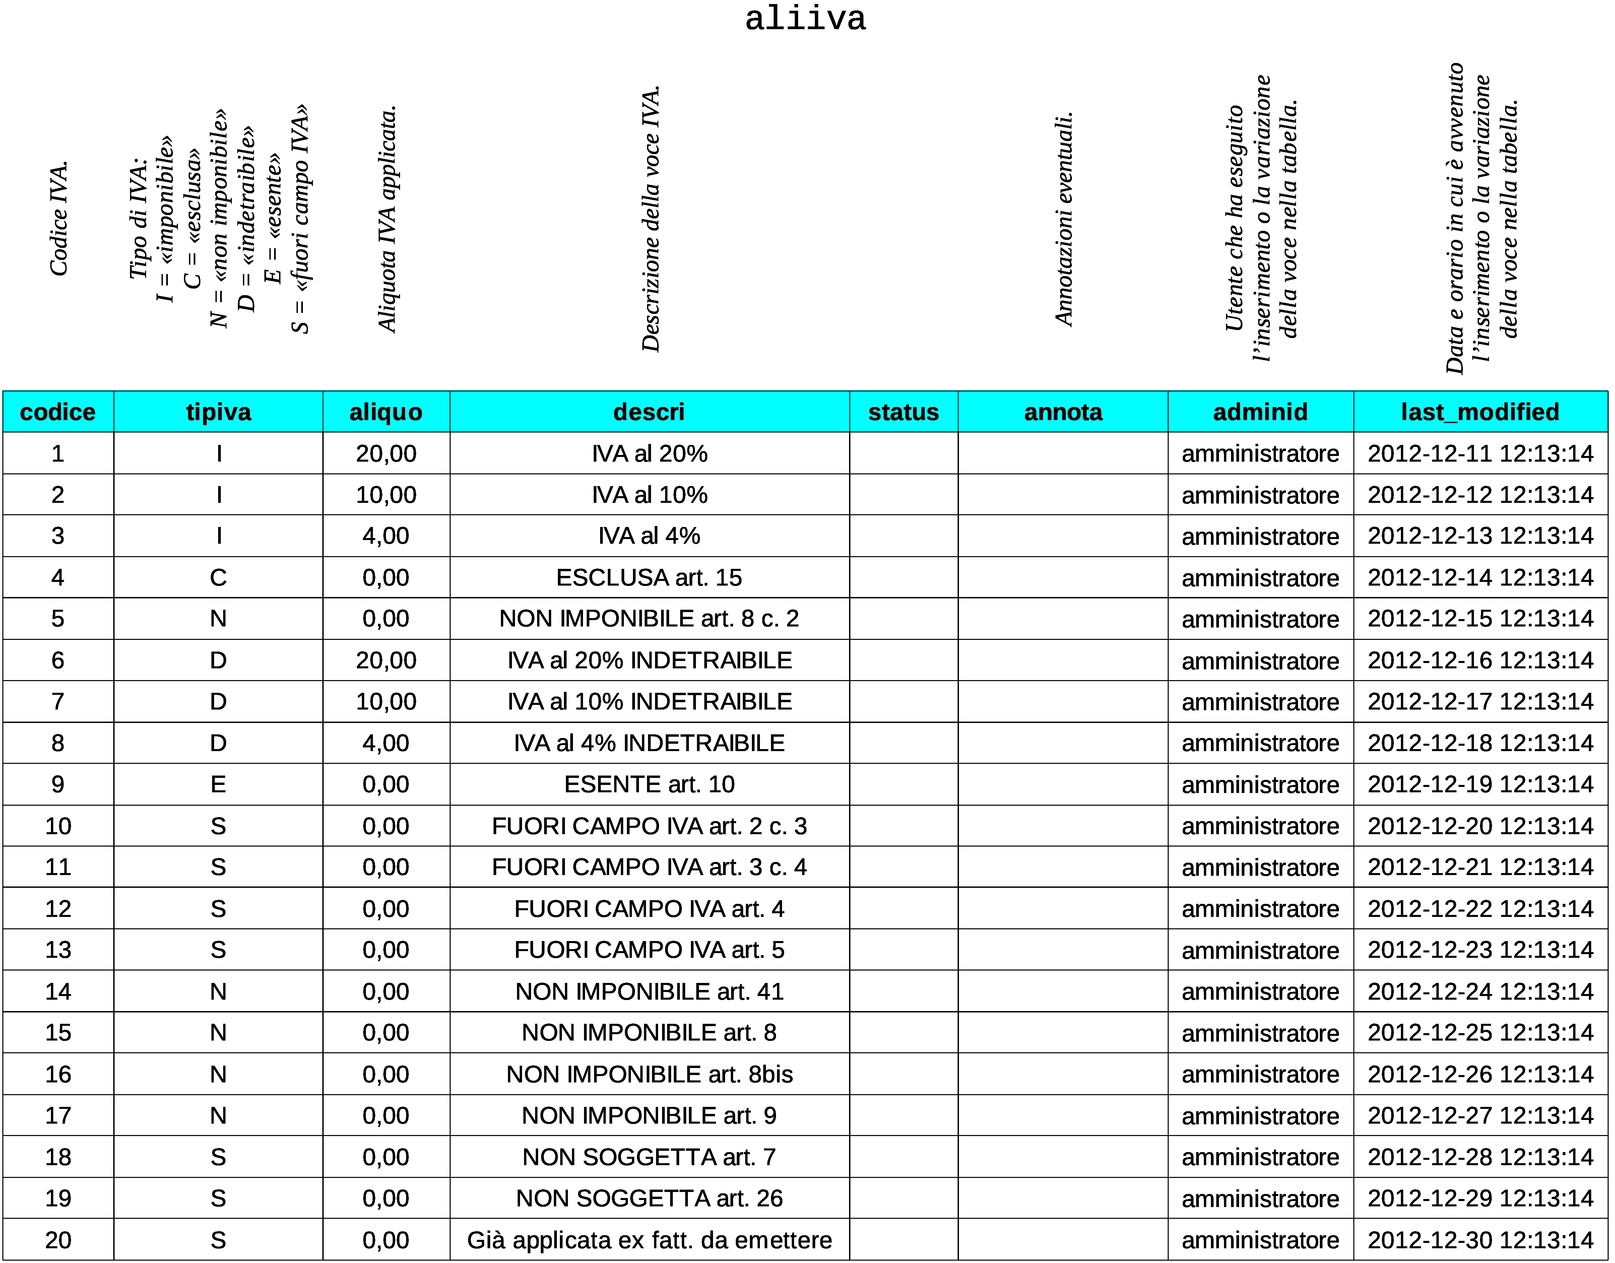 aliiva
Codice IVA.
Tipo di IVA:
I = «imponibile»
C = «esclusa»
N = «non imponibile»
D = «indetraibile»
E = «esente»
S = «fuori campo IVA»
Aliquota IVA applicata.
Descrizione della voce IVA.
Annotazioni eventuali.
Utente che ha eseguito
l’inserimento o la variazione
della voce nella tabella.
Data e orario in cui è avvenuto
l’inserimento o la variazione
della voce nella tabella.
codice tipiva aliquo descri status annota adminid last_modified
1 I 20,00 IVA al 20% amministratore 2012-12-11 12:13:14
2 I 10,00 IVA al 10% amministratore 2012-12-12 12:13:14
3 I 4,00 IVA al 4% amministratore 2012-12-13 12:13:14
4 C 0,00 ESCLUSA art. 15 amministratore 2012-12-14 12:13:14
5 N 0,00 NON IMPONIBILE art. 8 c. 2 amministratore 2012-12-15 12:13:14
6 D 20,00 IVA al 20% INDETRAIBILE amministratore 2012-12-16 12:13:14
7 D 10,00 IVA al 10% INDETRAIBILE amministratore 2012-12-17 12:13:14
8 D 4,00 IVA al 4% INDETRAIBILE amministratore 2012-12-18 12:13:14
9 E 0,00 ESENTE art. 10 amministratore 2012-12-19 12:13:14
10 S 0,00 FUORI CAMPO IVA art. 2 c. 3 amministratore 2012-12-20 12:13:14
11 S 0,00 FUORI CAMPO IVA art. 3 c. 4 amministratore 2012-12-21 12:13:14
12 S 0,00 FUORI CAMPO IVA art. 4 amministratore 2012-12-22 12:13:14
13 S 0,00 FUORI CAMPO IVA art. 5 amministratore 2012-12-23 12:13:14
14 N 0,00 NON IMPONIBILE art. 41 amministratore 2012-12-24 12:13:14
15 N 0,00 NON IMPONIBILE art. 8 amministratore 2012-12-25 12:13:14
16 N 0,00 NON IMPONIBILE art. 8bis amministratore 2012-12-26 12:13:14
17 N 0,00 NON IMPONIBILE art. 9 amministratore 2012-12-27 12:13:14
18 S 0,00 NON SOGGETTA art. 7 amministratore 2012-12-28 12:13:14
19 S 0,00 NON SOGGETTA art. 26 amministratore 2012-12-29 12:13:14
20 S 0,00 Già applicata ex fatt. da emettere amministratore 2012-12-30 12:13:14